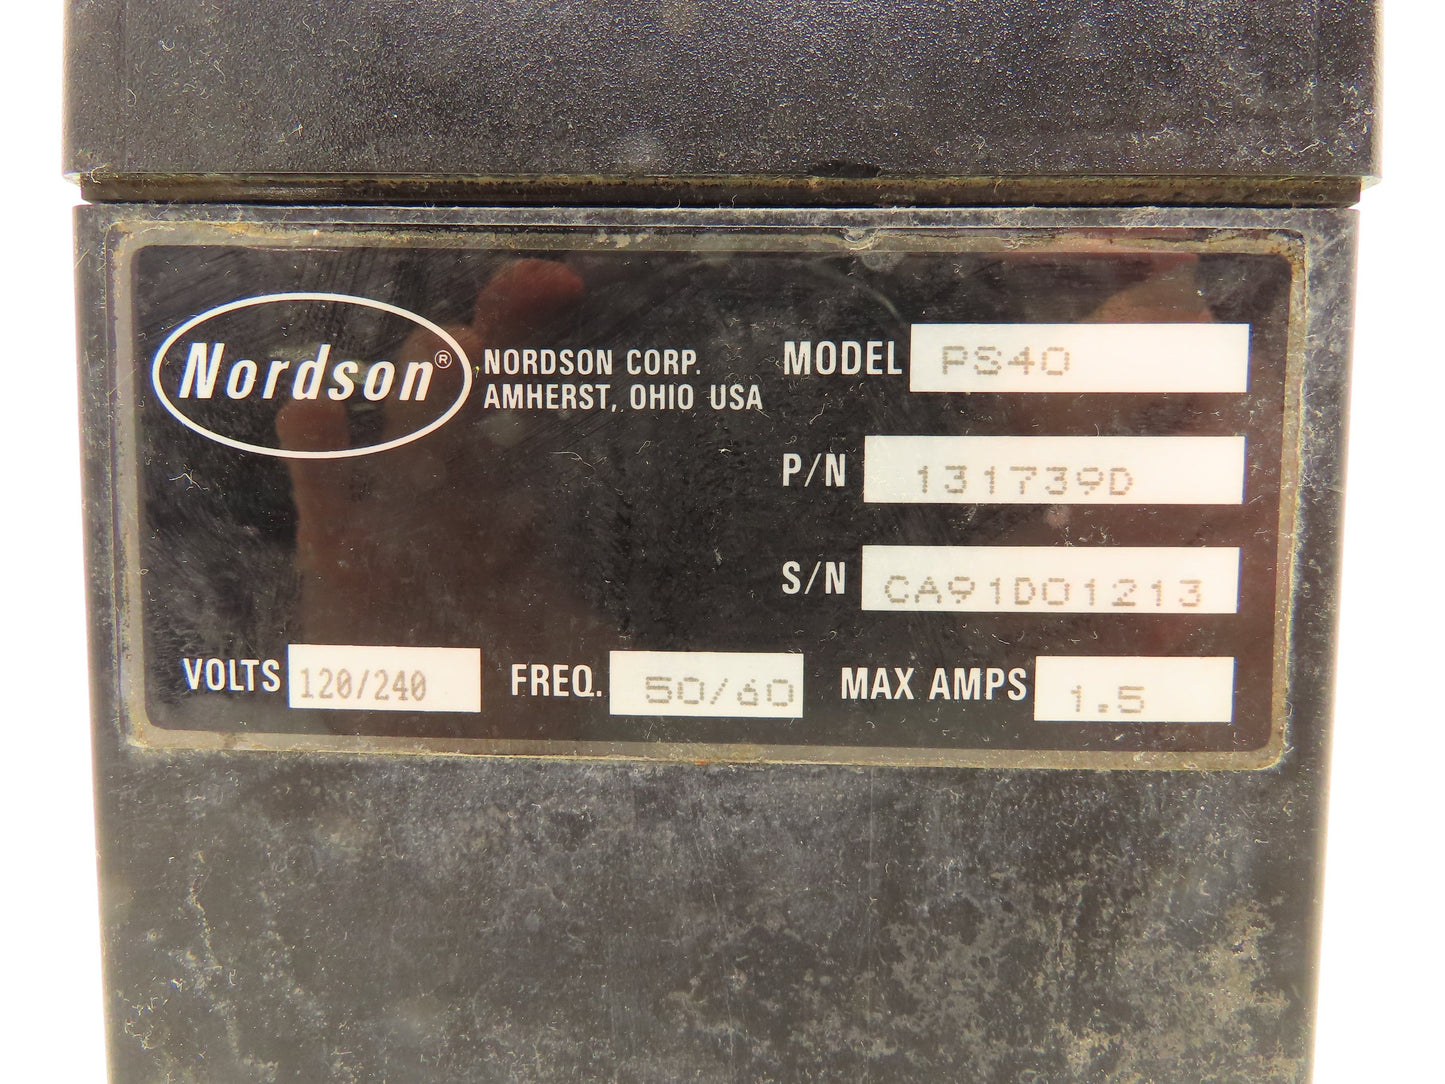 Nordson®
NORDSON CORP.
AMHERST, OHIO USA
MODEL PS40
P/N 131739D
S/N CA91D01213
VOLTS 120/240 FREQ. 50/60 MAX AMPS 1.5